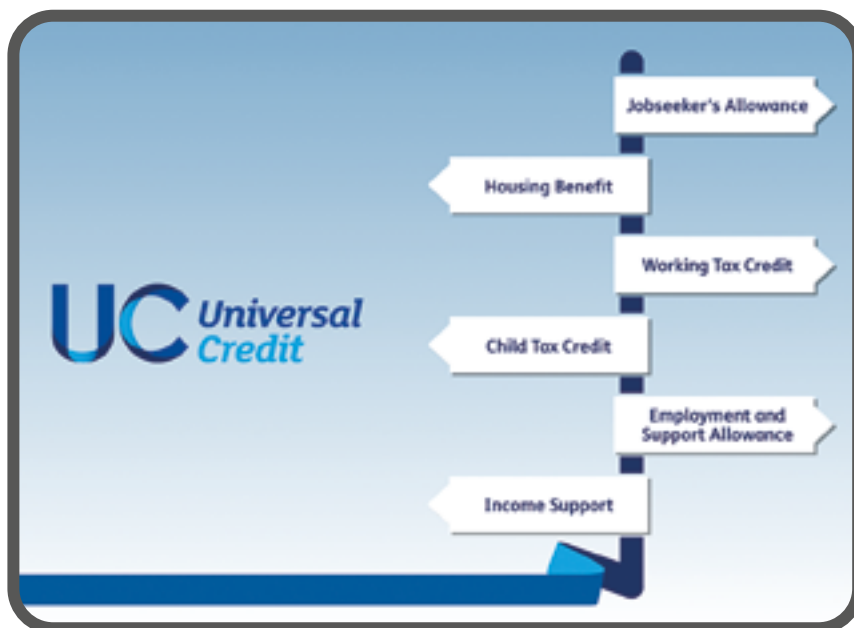 UC Universal
Credit
Jobseeker's Allowance
Housing Benefit
Working Tax Credit
Child Tax Credit
Employment and
Support Allowance
Income Support